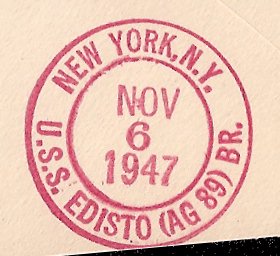 NEW YORK, N.Y.
NOV
6
1947
U.S.S. EDISTO (AG 89) BR.